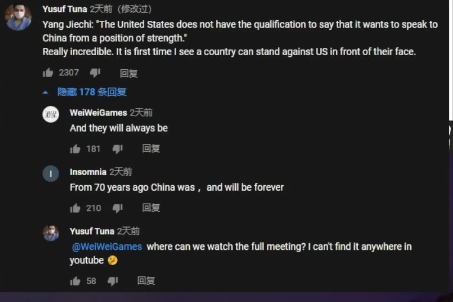 Yusuf Tuna 2天前（修改过）
Yang Jiechi: "The United States does not have the qualification to say that it wants to speak to
China from a position of strength."
Really incredible. It is first time I see a country can stand against US in front of their face.
2307 回复
隐藏 178 条回复
WeiWeiGames 2天前
And they will always be
181 回复
I
Insomnia 2天前
From 70 years ago China was， and will be forever
210 回复
Yusuf Tuna 2天前
@WeiWeiGames where can we watch the full meeting? I can't find it anywhere in
youtube 🤣
58 回复